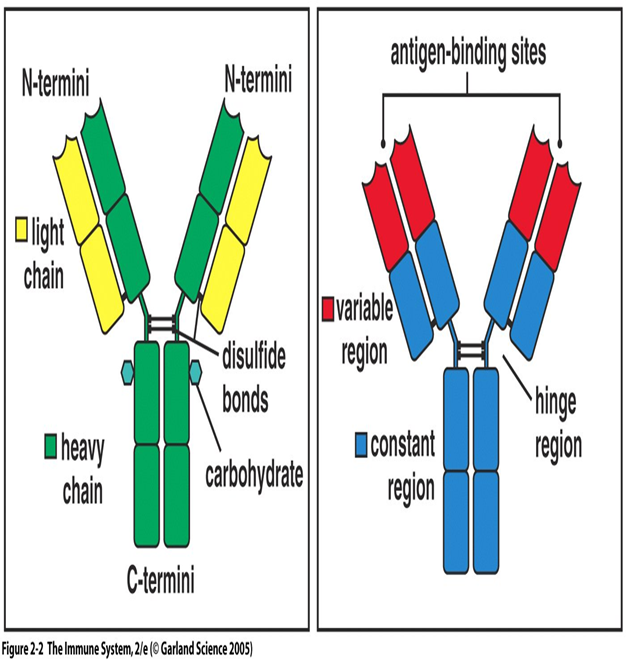 N-termini
N-termini
light
chain
disulfide
bonds
heavy
chain
carbohydrate
C-termini
antigen-binding sites
variable
region
hinge
region
constant
region
Figure 2-2 The Immune System, 2/e (© Garland Science 2005)